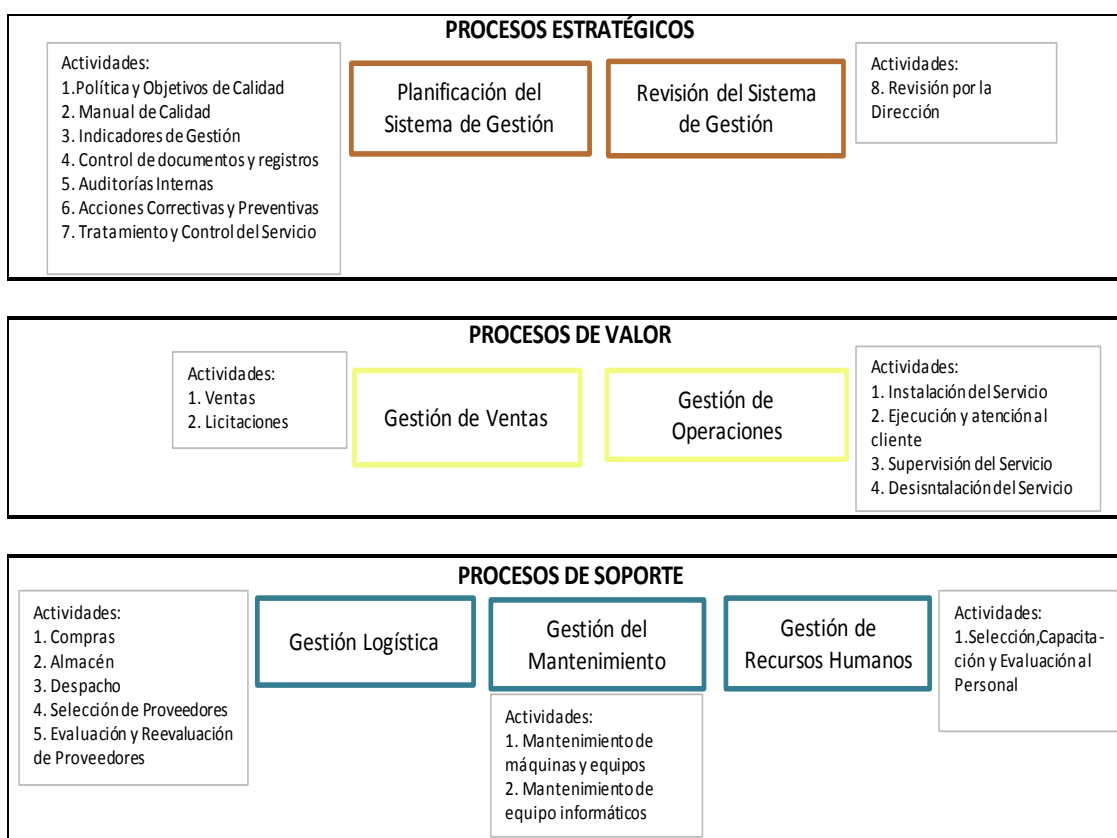 PROCESOS ESTRATÉGICOS
Actividades:
1.Política y Objetivos de Calidad
2. Manual de Calidad
3. Indicadores de Gestión
4. Control de documentos y registros
5. Auditorías Internas
6. Acciones Correctivas y Preventivas
7. Tratamiento y Control del Servicio
Planificación del
Sistema de Gestión
Revisión del Sistema
de Gestión
Actividades:
8. Revisión por la
Dirección
PROCESOS DE VALOR
Actividades:
1. Ventas
2. Licitaciones
Gestión de Ventas
Gestión de
Operaciones
Actividades:
1. Instalación del Servicio
2. Ejecución y atención al
cliente
3. Supervisión del Servicio
4. Desisntalación del Servicio
PROCESOS DE SOPORTE
Actividades:
1. Compras
2. Almacén
3. Despacho
4. Selección de Proveedores
5. Evaluación y Reevaluación
de Proveedores
Gestión Logística
Gestión del
Mantenimiento
Actividades:
1. Mantenimiento de
máquinas y equipos
2. Mantenimiento de
equipo informáticos
Gestión de
Recursos Humanos
Actividades:
1.Selección,Capacita-
ción y Evaluación al
Personal